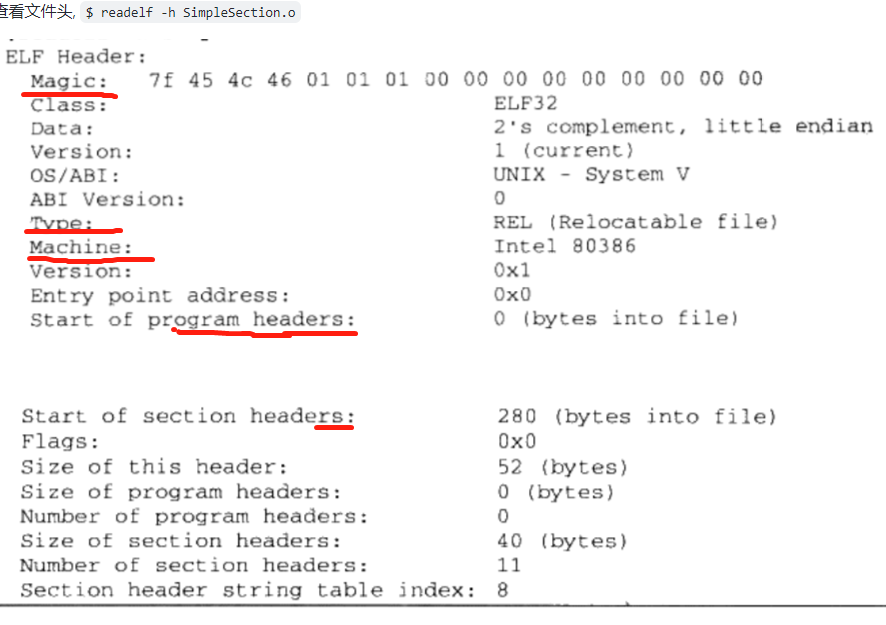 查看文件头, $ readelf -h SimpleSection.o
ELF Header:
Magic: 7f 45 4c 46 01 01 01 00 00 00 00 00 00 00 00 00
Class: ELF32
Data: 2's complement, little endian
Version: 1 (current)
OS/ABI: UNIX - System V
ABI Version: 0
Type: REL (Relocatable file)
Machine: Intel 80386
Version: 0x1
Entry point address: 0x0
Start of program headers: 0 (bytes into file)
Start of section headers: 280 (bytes into file)
Flags: 0x0
Size of this header: 52 (bytes)
Size of program headers: 0 (bytes)
Number of program headers: 0
Size of section headers: 40 (bytes)
Number of section headers: 11
Section header string table index: 8